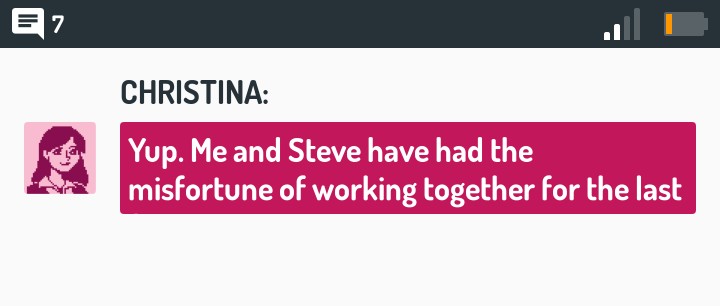 7
CHRISTINA:
Yup. Me and Steve have had the
misfortune of working together for the last